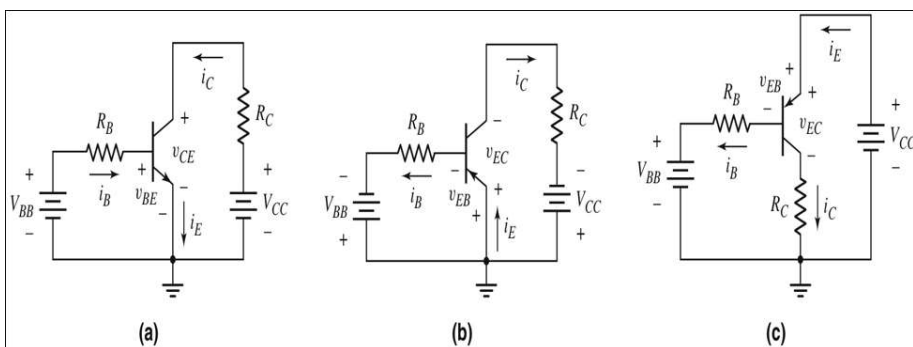 +
i_C
R_C
R_B
+
v_CE
−
+
v_BE
−
i_B
+
V_BB
−
i_E
+
V_CC
−
(a)
i_C
R_C
R_B
−
v_EC
+
−
v_EB
+
i_B
−
V_BB
+
i_E
−
V_CC
+
(b)
i_E
+
v_EB
−
R_B
+
v_EC
−
i_B
+
V_BB
−
R_C
i_C
+
V_CC
−
(c)